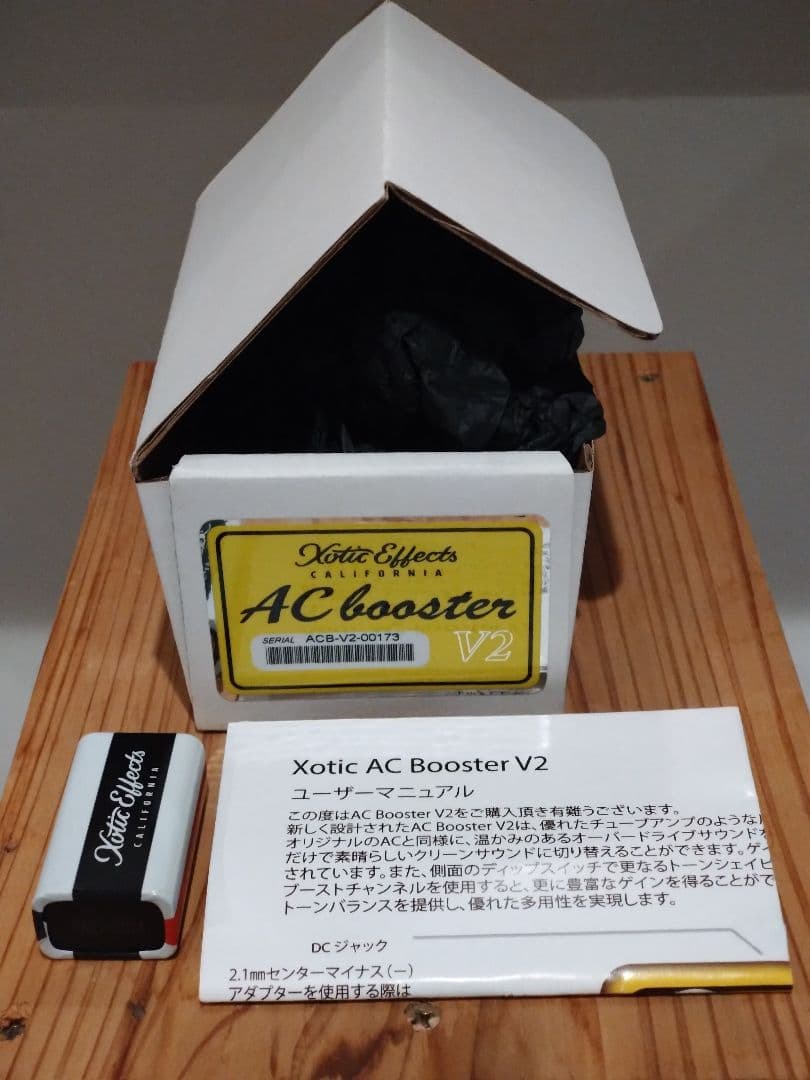 Xotic Effects
CALIFORNIA
AC booster
SERIAL ACB-V2-00173
V2
Xotic Effects
CALIFORNIA
Xotic AC Booster V2
ユーザーマニュアル
この度はAC Booster V2をご購入頂き有難うございます。
新しく設計されたAC Booster V2は、優れたチューブアンプのような
オリジナルのACと同様に、温かみのあるオーバードライブサウンドを
だけで素晴らしいクリーンサウンドに切り替えることができます。ゲイ
されています。また、側面のディップスイッチで更なるトーンシェイピ
ブーストチャンネルを使用すると、更に豊富なゲインを得ることがで
トーンバランスを提供し、優れた多用性を実現します。
DC ジャック
2.1mmセンターマイナス(－)
アダプターを使用する際は